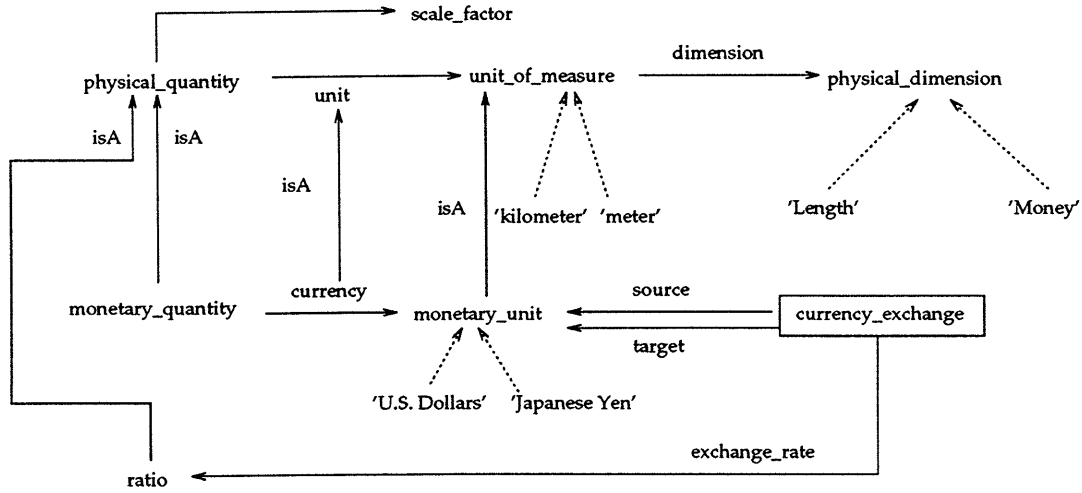 scale_factor
dimension
physical_quantity
unit_of_measure
physical_dimension
unit
isA
isA
isA
isA
'kilometer'
'meter'
'Length'
'Money'
currency
source
monetary_quantity
monetary_unit
currency_exchange
target
'U.S. Dollars'
'Japanese Yen'
exchange_rate
ratio